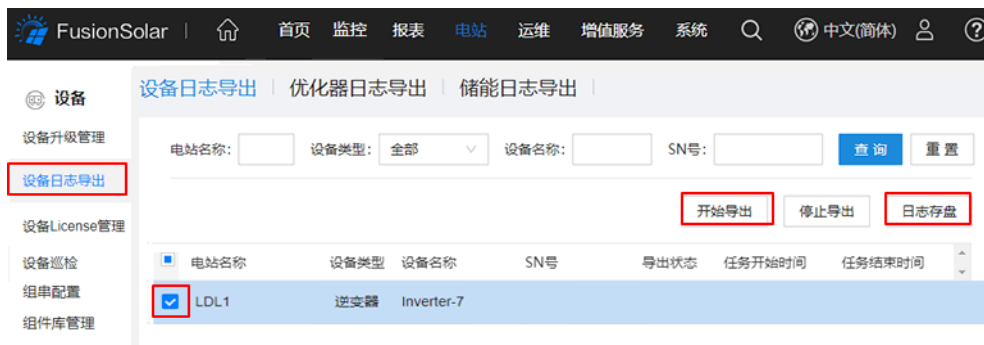 FusionSolar 首页 监控 报表 电站 运维 增值服务 系统 中文(简体)
设备
设备升级管理
设备日志导出
设备License管理
设备巡检
组串配置
组件库管理
设备日志导出 优化器日志导出 储能日志导出
电站名称: 设备类型: 全部 设备名称: SN号: 查询 重置
开始导出 停止导出 日志存盘
电站名称 设备类型 设备名称 SN号 导出状态 任务开始时间 任务结束时间
LDL1 逆变器 Inverter-7